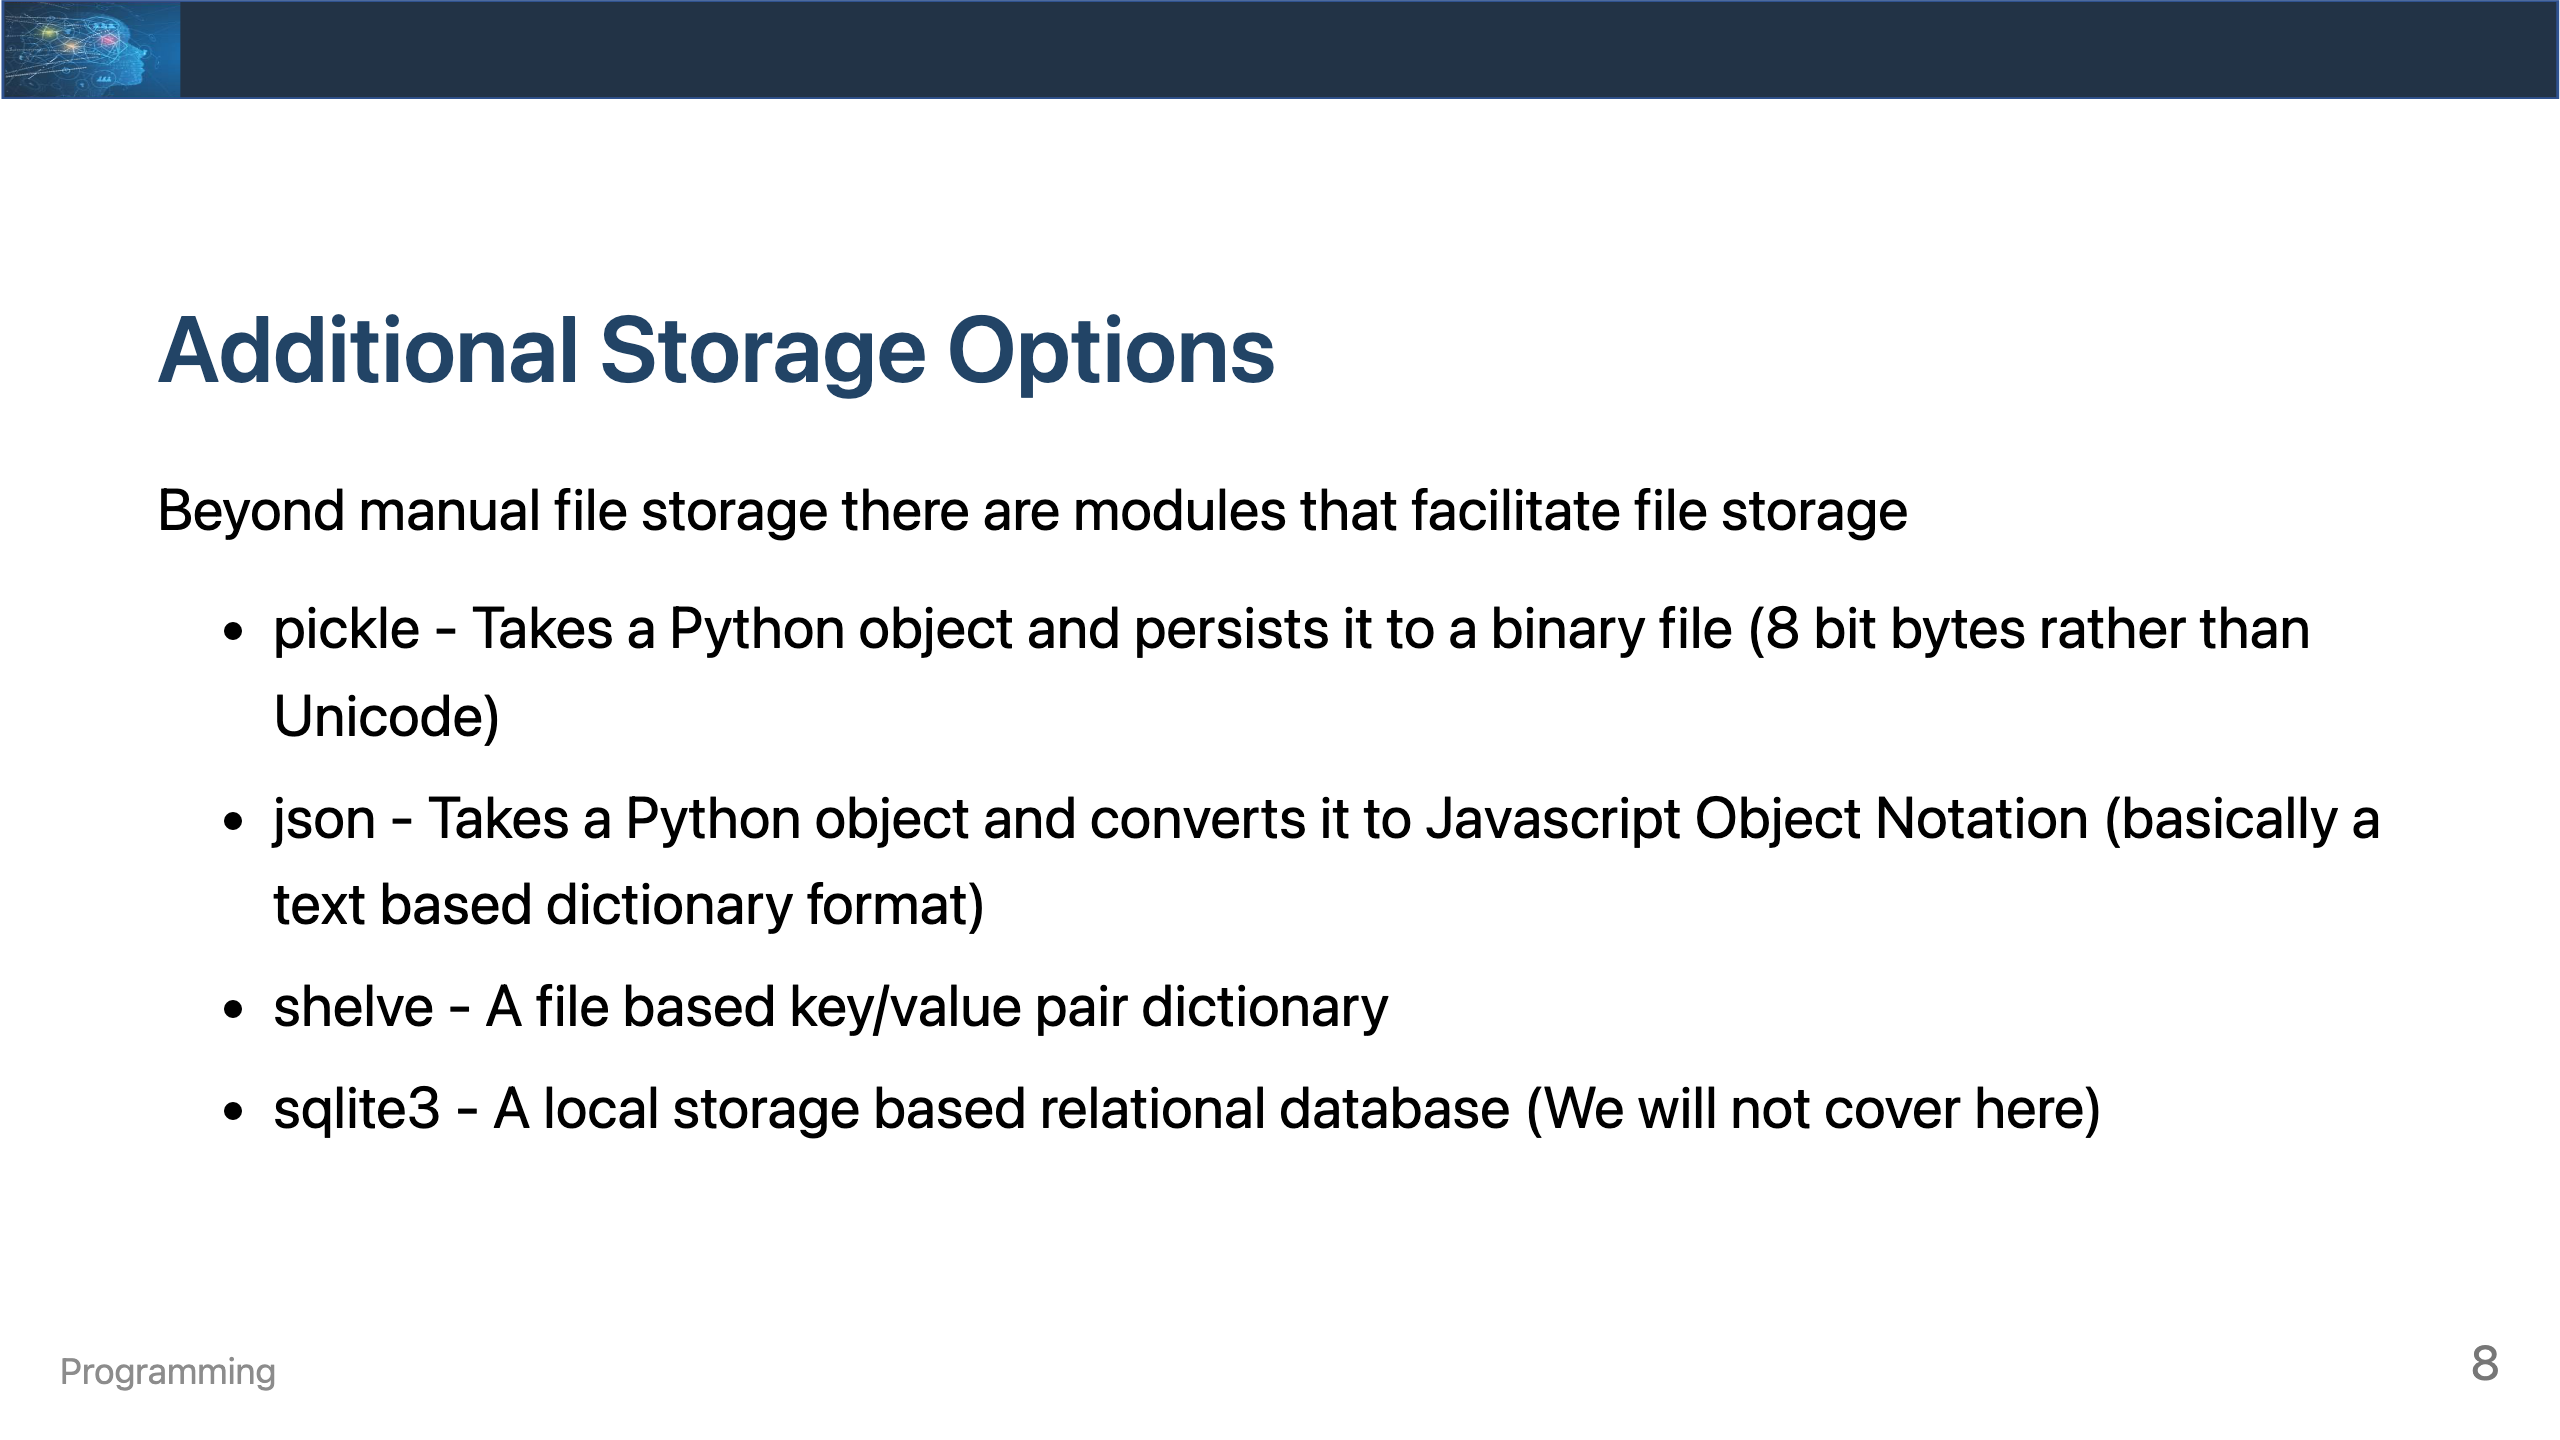 Additional Storage Options
Beyond manual file storage there are modules that facilitate file storage
• pickle - Takes a Python object and persists it to a binary file (8 bit bytes rather than
Unicode)
• json - Takes a Python object and converts it to Javascript Object Notation (basically a
text based dictionary format)
• shelve - A file based key/value pair dictionary
• sqlite3 - A local storage based relational database (We will not cover here)
Programming
8